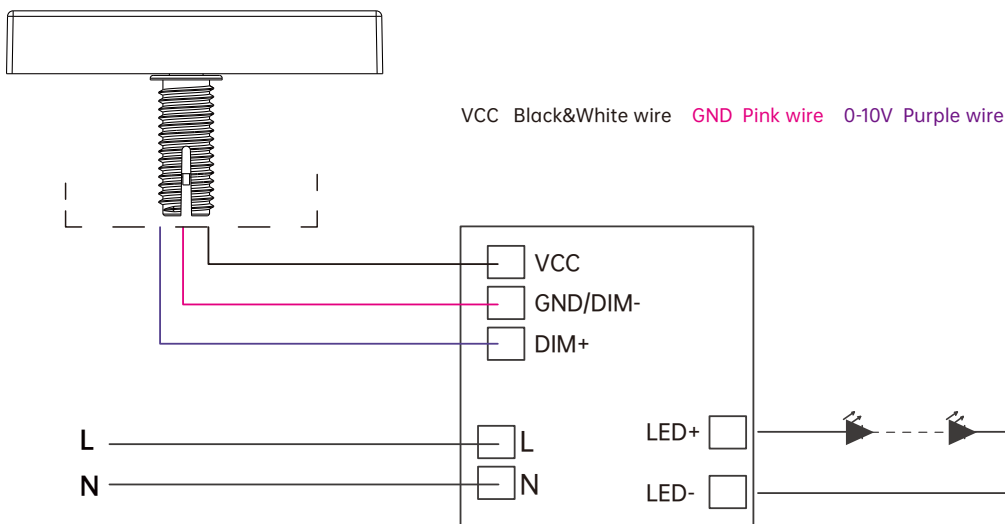 VCC Black&White wire GND Pink wire 0-10V Purple wire
VCC
GND/DIM-
DIM+
L
L
LED+
N
N
LED-